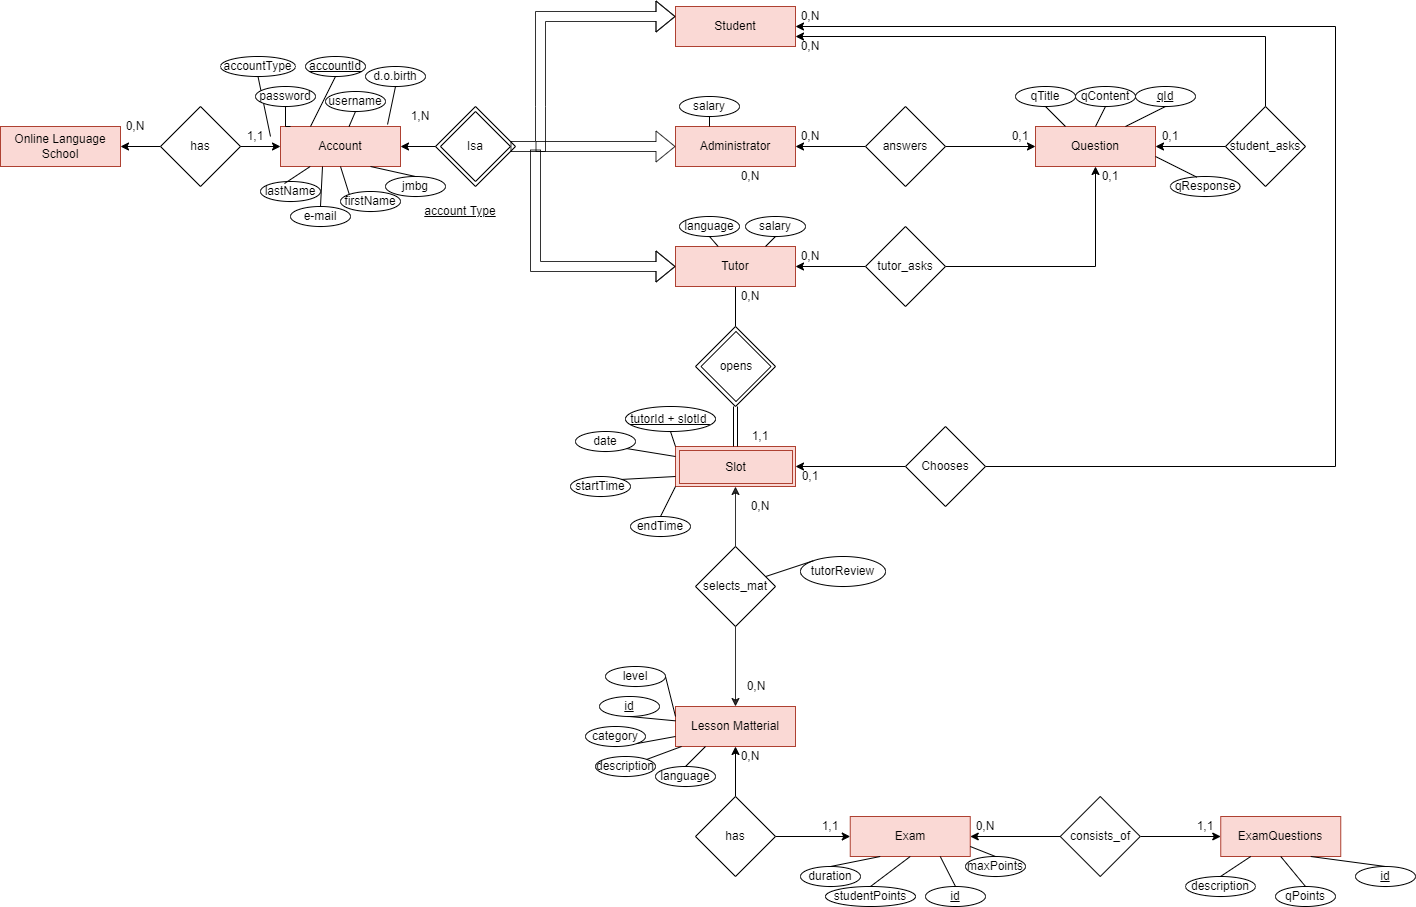 Student
0,N
0,N
accountType
accountId
d.o.birth
password
username
salary
qTitle
qContent
qId
Online Language
School
0,N
has
1,1
Account
1,N
Isa
Administrator
0,N
0,N
answers
0,1
Question
0,1
student_asks
lastName
e-mail
firstName
jmbg
account Type
qResponse
0,1
language
salary
Tutor
0,N
tutor_asks
0,N
opens
tutorId + slotId
1,1
date
Slot
0,1
Chooses
startTime
endTime
0,N
selects_mat
tutorReview
level
0,N
id
Lesson Matterial
category
description
language
0,N
has
1,1
Exam
0,N
consists_of
1,1
ExamQuestions
duration
studentPoints
id
maxPoints
description
qPoints
id